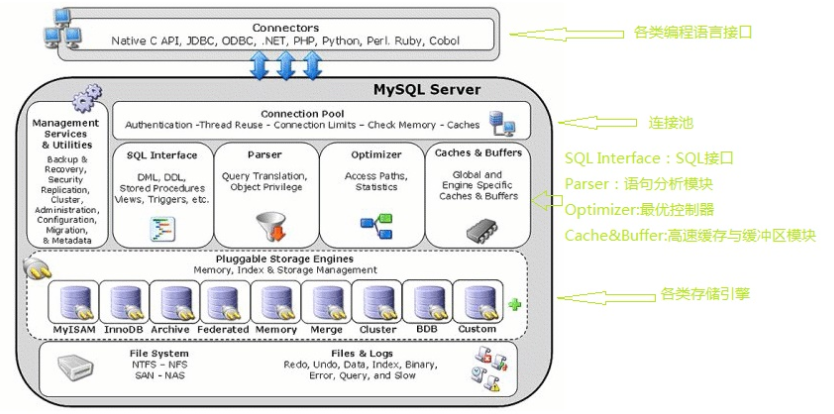 Connectors
Native C API, JDBC, ODBC, .NET, PHP, Python, Perl. Ruby, Cobol
各类编程语言接口
MySQL Server
Management
Services
& Utilities
Backup &
Recovery,
Security
Replication,
Cluster,
Administration,
Configuration,
Migration,
& Metadata
Connection Pool
Authentication -Thread Reuse - Connection Limits - Check Memory - Caches
连接池
SQL Interface
DML, DDL,
Stored Procedures
Views, Triggers, etc.
Parser
Query Translation,
Object Privilege
Optimizer
Access Paths,
Statistics
Caches & Buffers
Global and
Engine Specific
Caches & Buffers
SQL Interface：SQL接口
Parser：语句分析模块
Optimizer:最优控制器
Cache&Buffer:高速缓存与缓冲区模块
Pluggable Storage Engines
Memory, Index & Storage Management
MyISAM InnoDB Archive Federated Memory Merge Cluster BDB Custom
各类存储引擎
File System
NTFS - NFS
SAN - NAS
Files & Logs
Redo, Undo, Data, Index, Binary,
Error, Query, and Slow